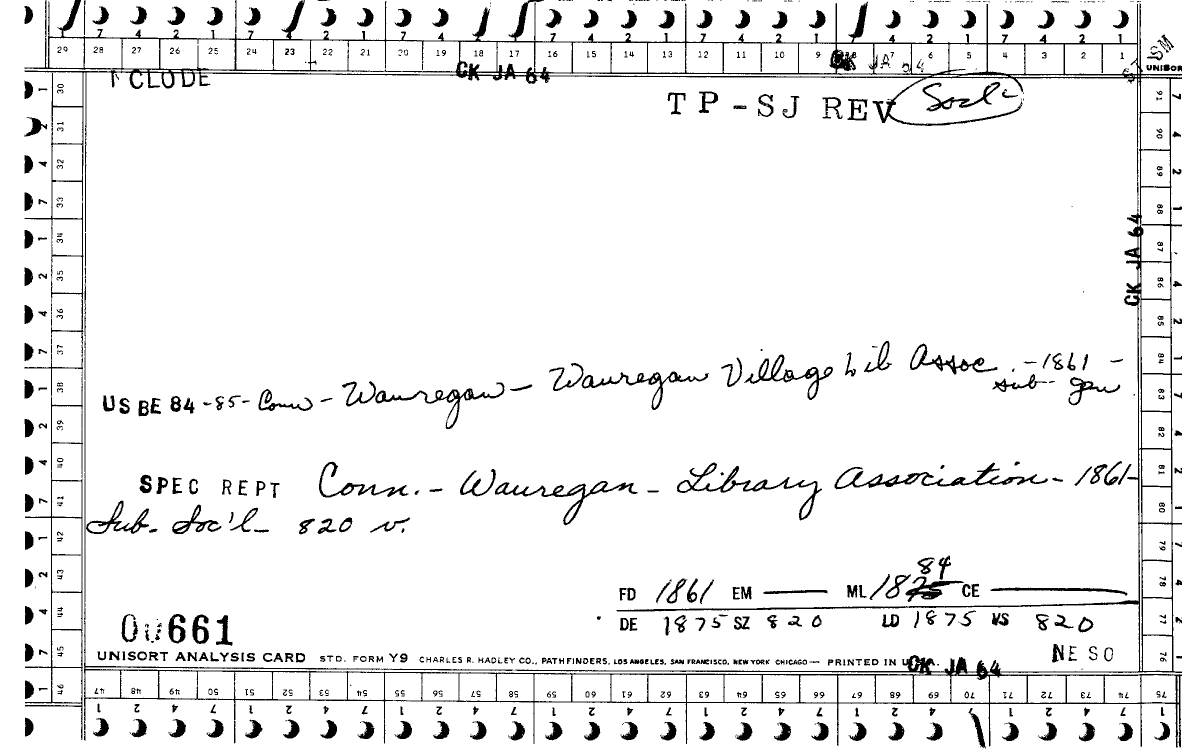 7 4 2 1 7 4 2 1 7 4 2 1 7 4 2 1 7 4 2 1 7 4 2 1 7 4 2 1
29 28 27 26 25 24 23 22 21 20 19 18 17 16 15 14 13 12 11 10 9 8 7 6 5 4 3 2 1
UNISORT
CK JA 64
NCLUDE
TP-SJ REV Socl-
CK JA 64
US BE 84-85-Conn - Wauregan - Wauregan Village Lib Assoc. - 1861 -
sub - gen
SPEC REPT Conn. - Wauregan - Library Association - 1861-
Sub. Soc'l - 820 v.
84
FD 1861 EM — ML 1875 CE —
DE 1875 SZ 820 LD 1875 VS 820
00661
NESO
UNISORT ANALYSIS CARD STD. FORM Y9 CHARLES R. HADLEY CO., PATHFINDERS, LOS ANGELES, SAN FRANCISCO, NEW YORK CHICAGO — PRINTED IN U.S.A.
CK JA 64
30 31 32 33 34 35 36 37 38 39 40 41 42 43 44 45 46
91 90 89 88 87 86 85 84 83 82 81 80 79 78 77 76 75
47 48 49 50 51 52 53 54 55 56 57 58 59 60 61 62 63 64 65 66 67 68 69 70 71 72 73 74
1 2 4 7 1 2 4 7 1 2 4 7 1 2 4 7 1 2 4 7 1 2 4 7 1 2 4 7 1